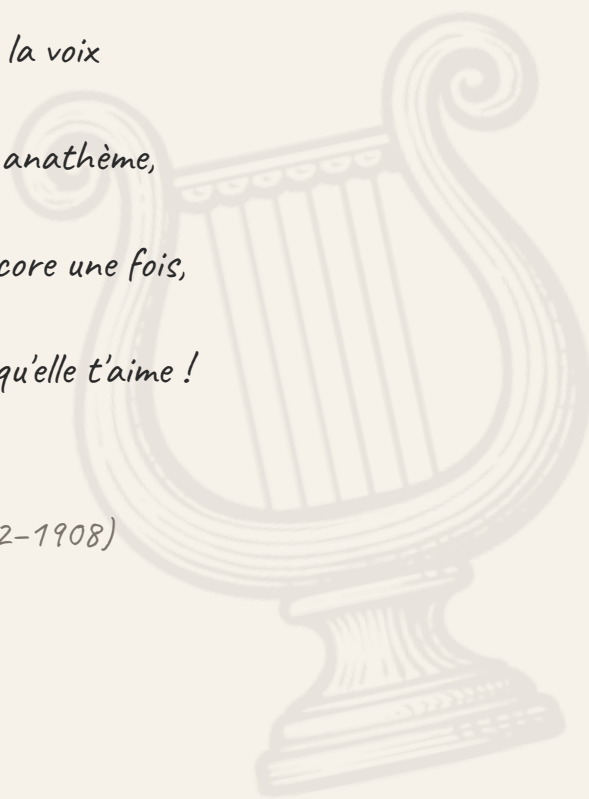 la voix
anathème,
core une fois,
qu'elle t'aime !
2–1908)